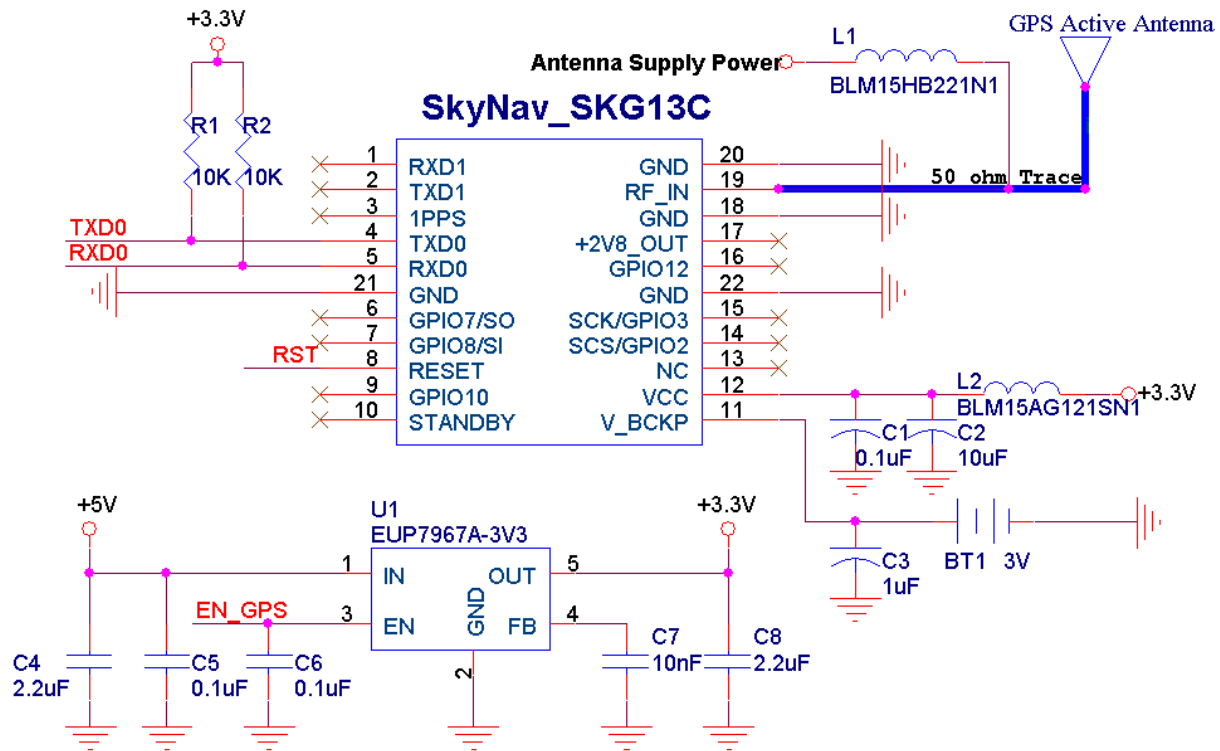 +3.3V
GPS Active Antenna
L1
Antenna Supply Power
BLM15HB221N1
SkyNav_SKG13C
R1 R2
10K 10K
1 RXD1 GND 20
2 TXD1 RF_IN 19 50 ohm Trace
3 1PPS GND 18
TXD0 4 TXD0 +2V8_OUT 17
RXD0 5 RXD0 GPIO12 16
21 GND GND 22
6 GPIO7/SO SCK/GPIO3 15
7 GPIO8/SI SCS/GPIO2 14
RST 8 RESET NC 13
9 GPIO10 VCC 12
10 STANDBY V_BCKP 11
L2 +3.3V
BLM15AG121SN1
C1 C2
0.1uF 10uF
+5V
U1
EUP7967A-3V3
+3.3V
1 IN OUT 5
EN_GPS 3 EN GND FB 4
2
C3
1uF
BT1 3V
C4
2.2uF
C5
0.1uF
C6
0.1uF
C7
10nF
C8
2.2uF